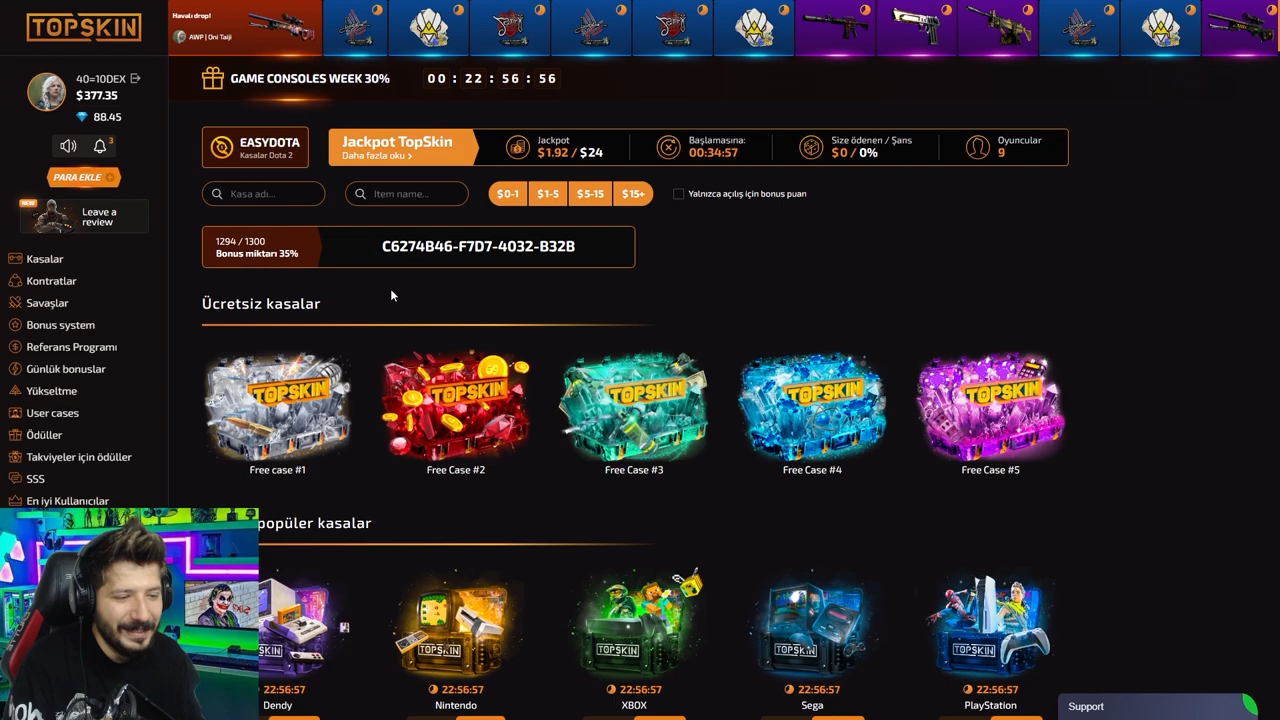 TOPSKIN
Havalı drop!
AWP | Oni Taiji
40=10DEX
$377.35
88.45
3
PARA EKLE
NEW
Leave a
review
Kasalar
Kontratlar
Savaşlar
Bonus system
Referans Programı
Günlük bonuslar
Yükseltme
User cases
Ödüller
Takviyeler için ödüller
SSS
En iyi Kullanıcılar
GAME CONSOLES WEEK 30%
00 : 22 : 56 : 56
EASYDOTA
Kasalar Dota 2
Jackpot TopSkin
Daha fazla oku >
Jackpot
$1.92 / $24
Başlamasına:
00:34:57
Size ödenen / Şans
$0 / 0%
Oyuncular
9
Kasa adı...
Item name...
$0-1
$1-5
$5-15
$15+
Yalnızca açılış için bonus puan
1294 / 1300
Bonus miktarı 35%
C6274B46-F7D7-4032-B32B
Ücretsiz kasalar
TOPSKIN
TOPSKIN
TOPSKIN
TOPSKIN
TOPSKIN
Free case #1
Free Case #2
Free Case #3
Free Case #4
Free Case #5
popüler kasalar
TOPSKIN
TOPSKIN
TOPSKIN
TOPSKIN
22:56:57
22:56:57
22:56:57
22:56:57
22:56:57
Dendy
Nintendo
XBOX
Sega
PlayStation
Support